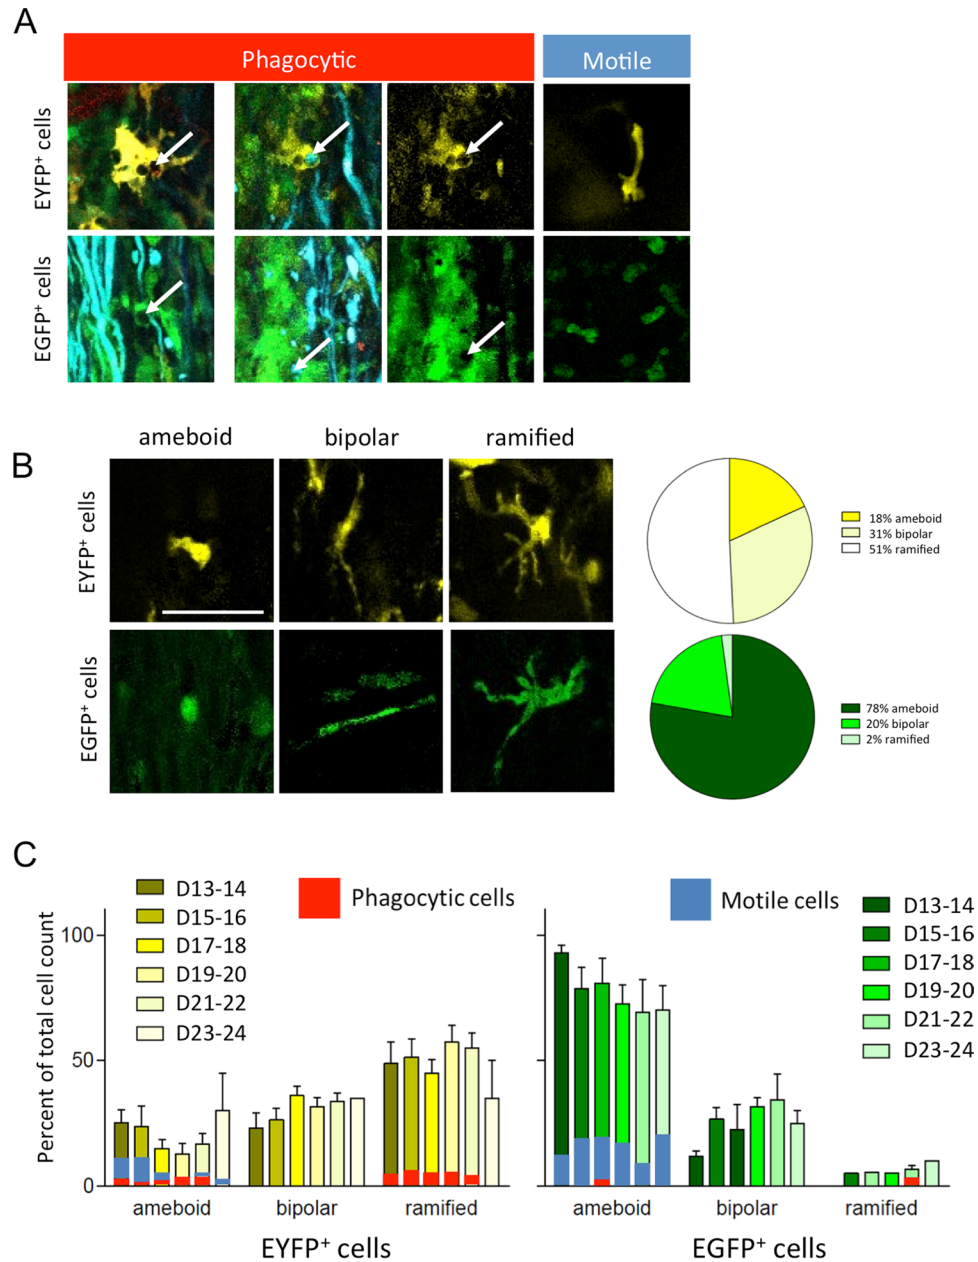 A
Phagocytic
Motile
EYFP⁺ cells
EGFP⁺ cells
B
ameboid
bipolar
ramified
EYFP⁺ cells
EGFP⁺ cells
18% ameboid
31% bipolar
51% ramified
78% ameboid
20% bipolar
2% ramified
C
Percent of total cell count
100
50
0
D13-14
D15-16
D17-18
D19-20
D21-22
D23-24
Phagocytic cells
Motile cells
D13-14
D15-16
D17-18
D19-20
D21-22
D23-24
ameboid
bipolar
ramified
EYFP⁺ cells
ameboid
bipolar
ramified
EGFP⁺ cells